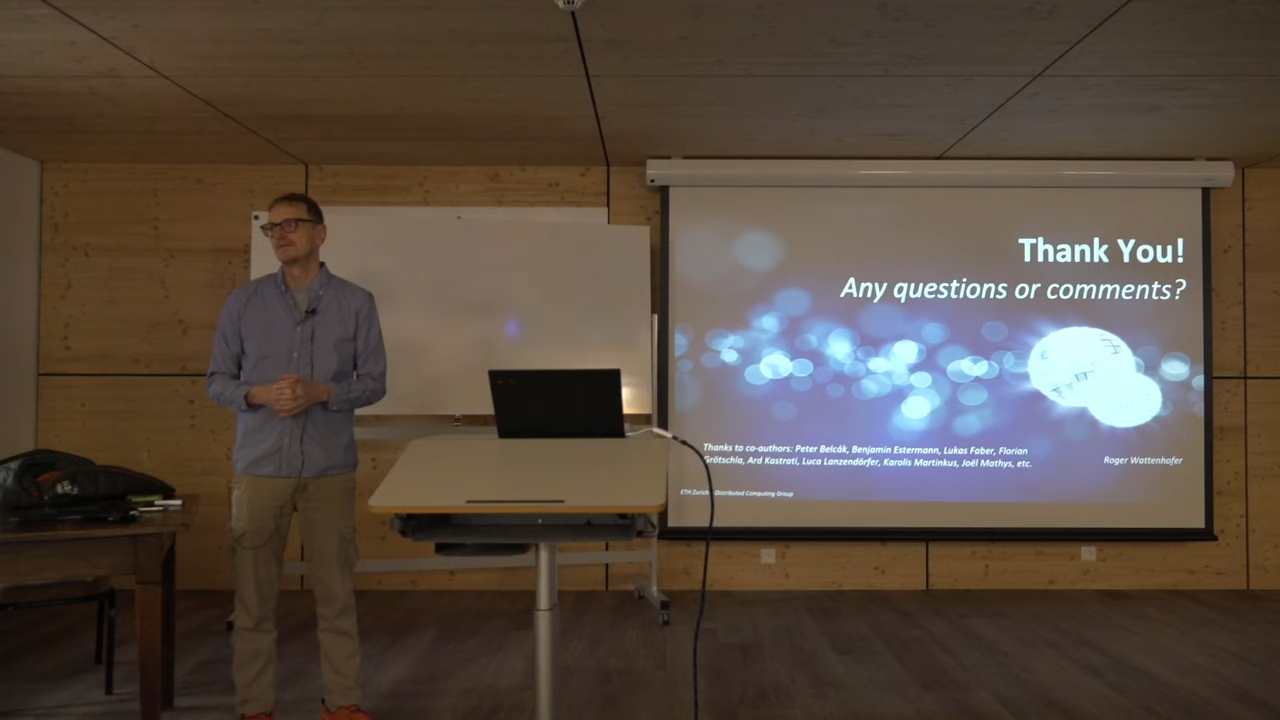 Thank You!
Any questions or comments?
Thanks to co-authors: Peter Belcák, Benjamin Estermann, Lukas Faber, Florian
Grötschla, Ard Kastrati, Luca Lanzendörfer, Karolis Martinkus, Joël Mathys, etc.
Roger Wattenhofer
ETH Zurich Distributed Computing Group